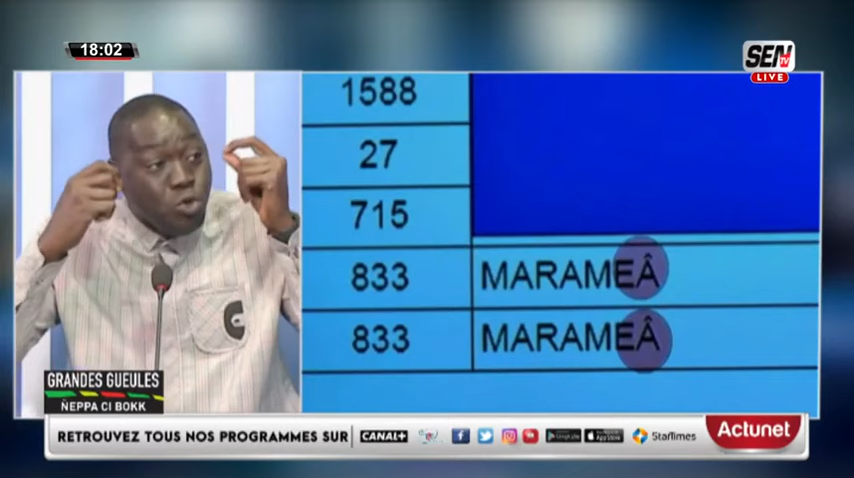 18:02
SEN
TV
LIVE
1588
27
715
833 MARAMEÂ
833 MARAMEÂ
GRANDES GUEULES
ÑEPPA CI BOKK
RETROUVEZ TOUS NOS PROGRAMMES SUR CANAL+ StarTimes
Actunet